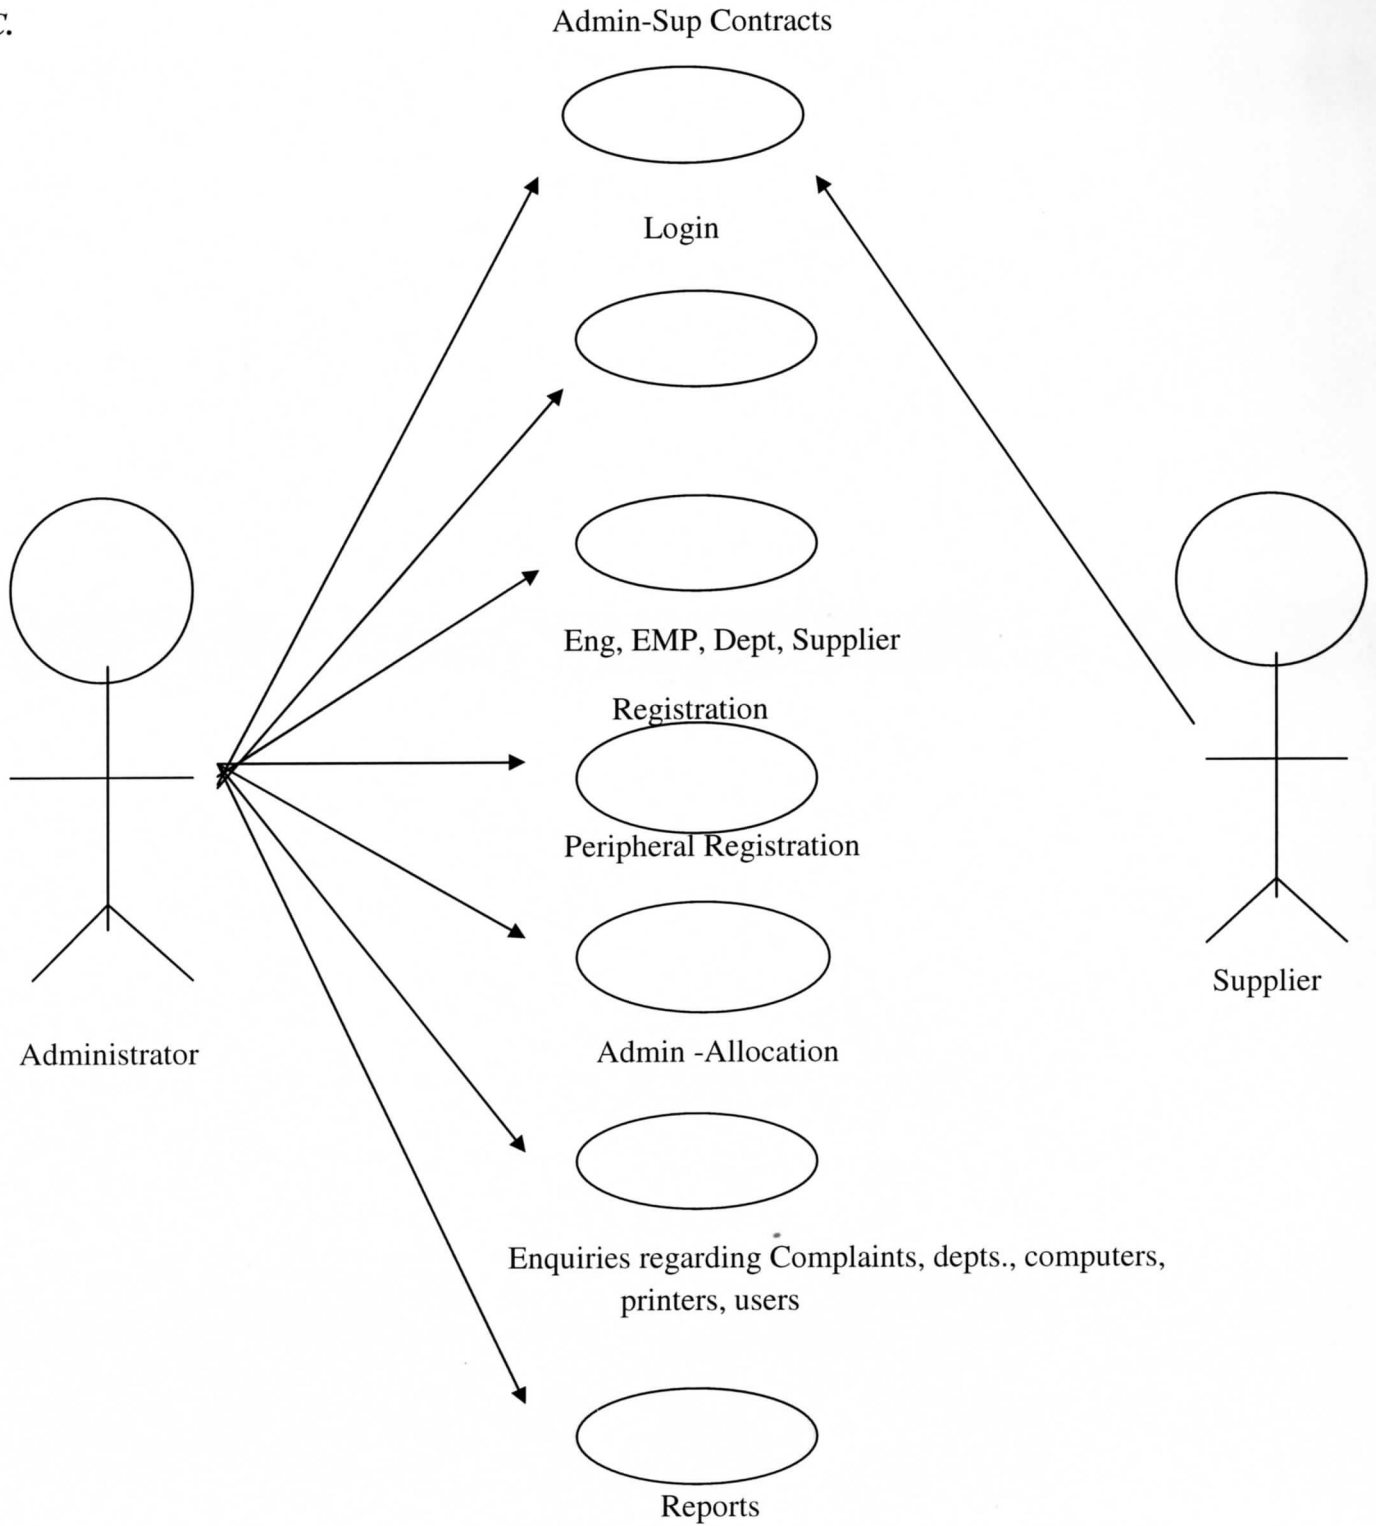 C.
Admin-Sup Contracts
Login
Eng, EMP, Dept, Supplier
Registration
Peripheral Registration
Supplier
Administrator
Admin -Allocation
Enquiries regarding Complaints, depts., computers,
printers, users
Reports